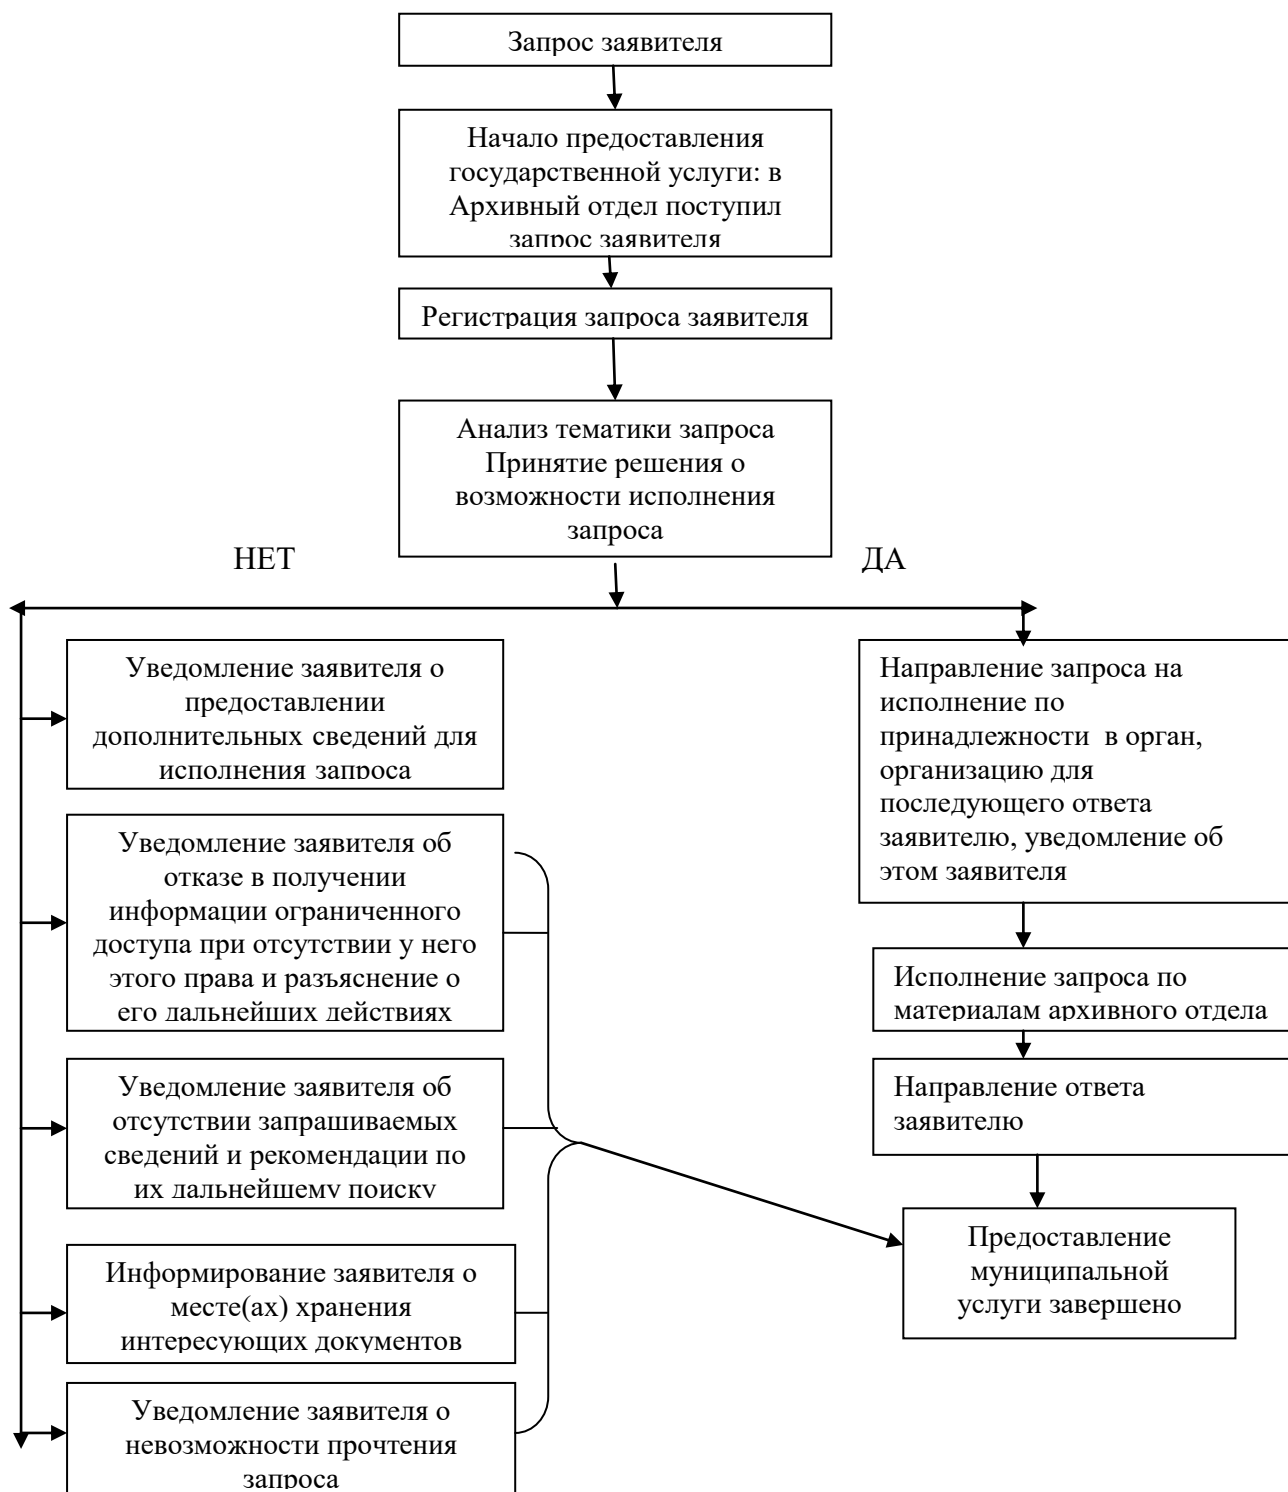 Запрос заявителя
Начало предоставления
государственной услуги: в
Архивный отдел поступил
запрос заявителя
Регистрация запроса заявителя
Анализ тематики запроса
Принятие решения о
возможности исполнения
запроса
НЕТ
ДА
Уведомление заявителя о
предоставлении
дополнительных сведений для
исполнения запроса
Уведомление заявителя об
отказе в получении
информации ограниченного
доступа при отсутствии у него
этого права и разъяснение о
его дальнейших действиях
Уведомление заявителя об
отсутствии запрашиваемых
сведений и рекомендации по
их дальнейшему поиску
Информирование заявителя о
месте(ах) хранения
интересующих документов
Уведомление заявителя о
невозможности прочтения
запроса
Направление запроса на
исполнение по
принадлежности в орган,
организацию для
последующего ответа
заявителю, уведомление об
этом заявителя
Исполнение запроса по
материалам архивного отдела
Направление ответа
заявителю
Предоставление
муниципальной
услуги завершено